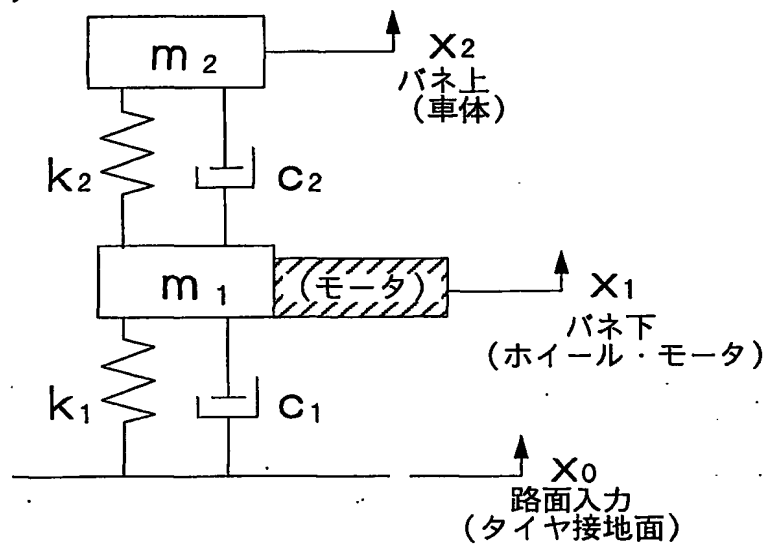 m2
X2
バネ上
(車体)
k2
c2
m1
(モータ)
X1
バネ下
(ホイール・モータ)
k1
c1
X0
路面入力
(タイヤ接地面)